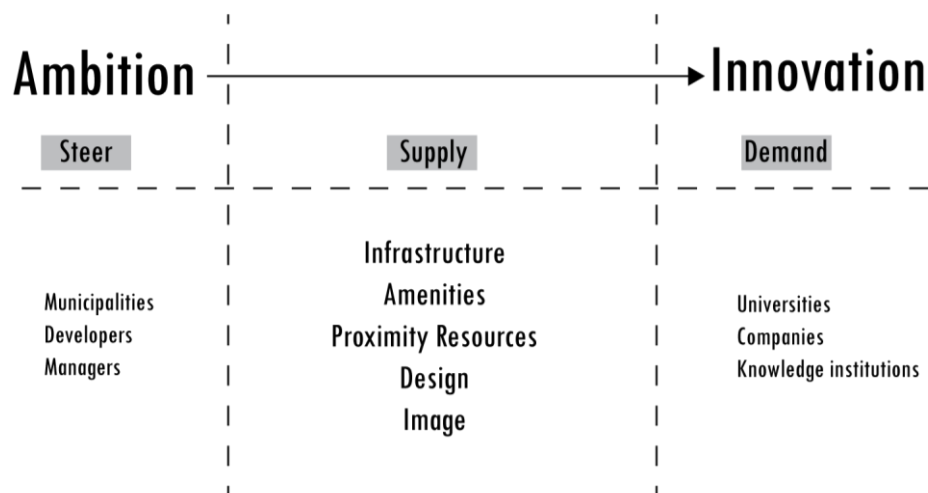 Ambition
Innovation
Steer
Supply
Demand
Municipalities
Developers
Managers
Infrastructure
Amenities
Proximity Resources
Design
Image
Universities
Companies
Knowledge institutions